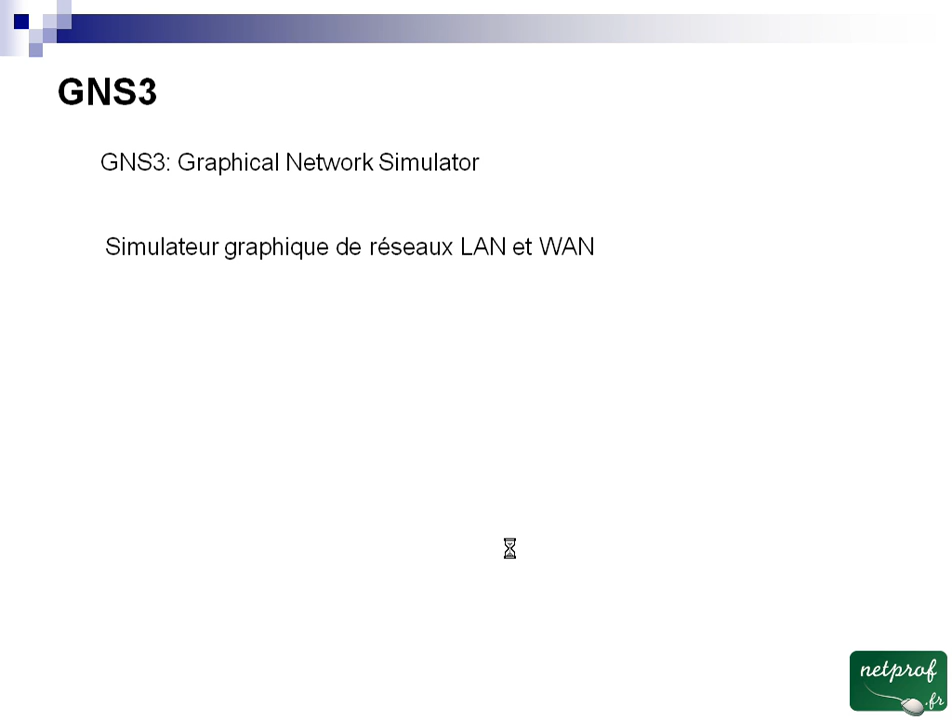 GNS3
GNS3: Graphical Network Simulator
Simulateur graphique de réseaux LAN et WAN
netprof
.fr